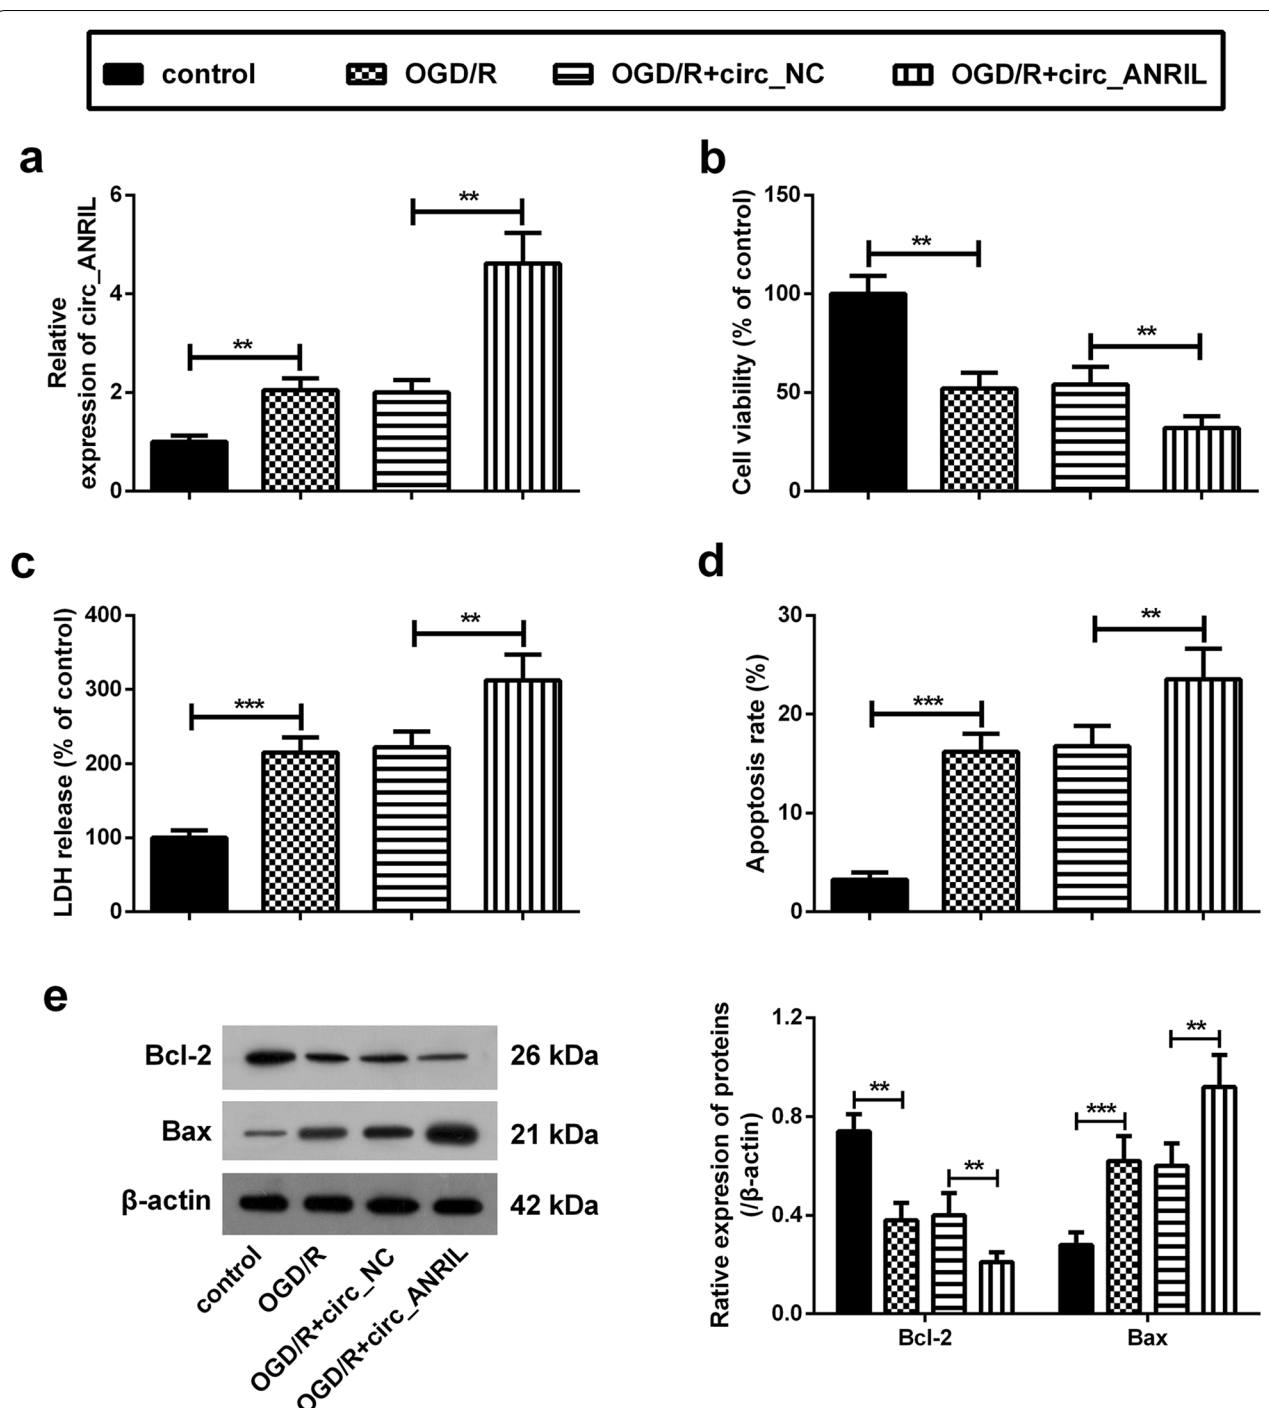 control OGD/R OGD/R+circ_NC OGD/R+circ_ANRIL
a
Relative
expression of circ_ANRIL
6
4
2
0
**
**
b
Cell viability (% of control)
150
100
50
0
**
**
c
LDH release (% of control)
400
300
200
100
0
***
**
d
Apoptosis rate (%)
30
20
10
0
***
**
e
Bcl-2 26 kDa
Bax 21 kDa
β-actin 42 kDa
control
OGD/R
OGD/R+circ_NC
OGD/R+circ_ANRIL
Rative expresion of proteins
(/β-actin)
1.2
0.8
0.4
0.0
**
**
***
**
Bcl-2 Bax